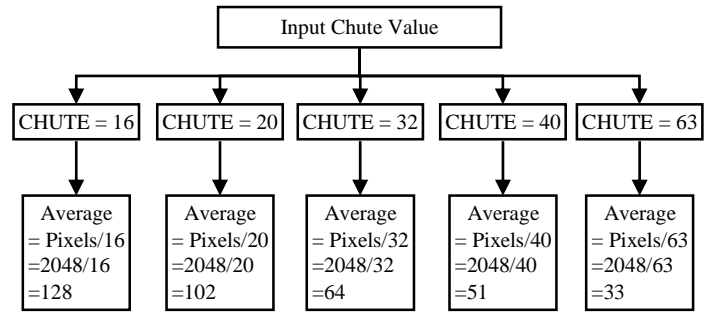 Input Chute Value
CHUTE = 16
CHUTE = 20
CHUTE = 32
CHUTE = 40
CHUTE = 63
Average
= Pixels/16
=2048/16
=128
Average
= Pixels/20
=2048/20
=102
Average
= Pixels/32
=2048/32
=64
Average
= Pixels/40
=2048/40
=51
Average
= Pixels/63
=2048/63
=33